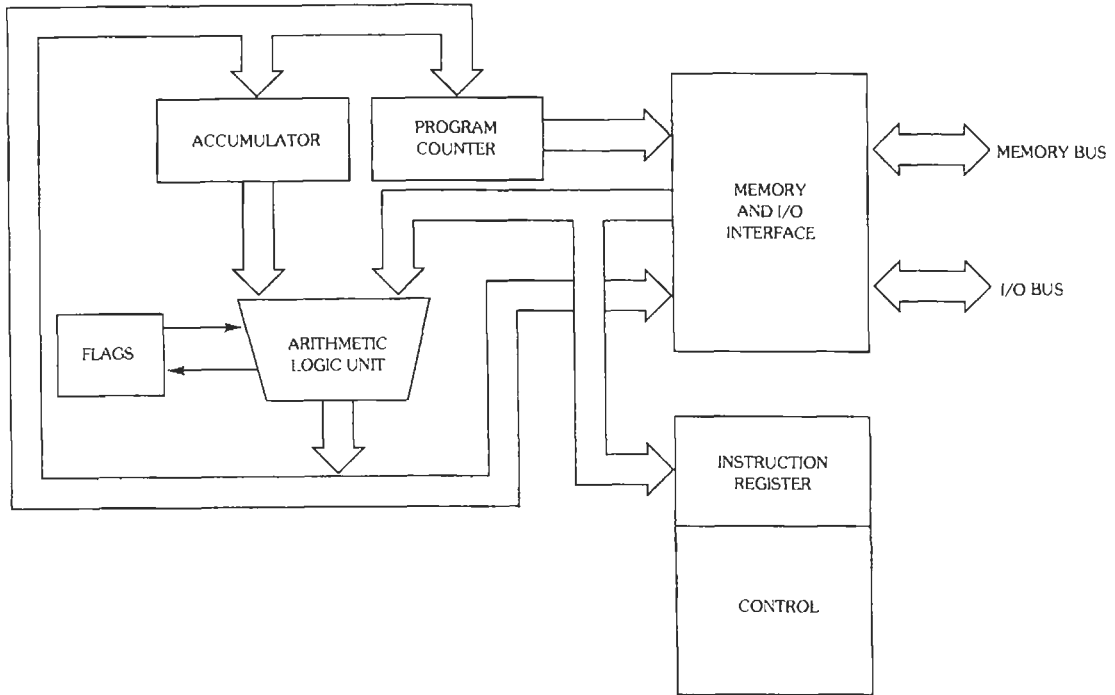 ACCUMULATOR
PROGRAM
COUNTER
MEMORY
AND I/O
INTERFACE
MEMORY BUS
I/O BUS
FLAGS
ARITHMETIC
LOGIC UNIT
INSTRUCTION
REGISTER
CONTROL